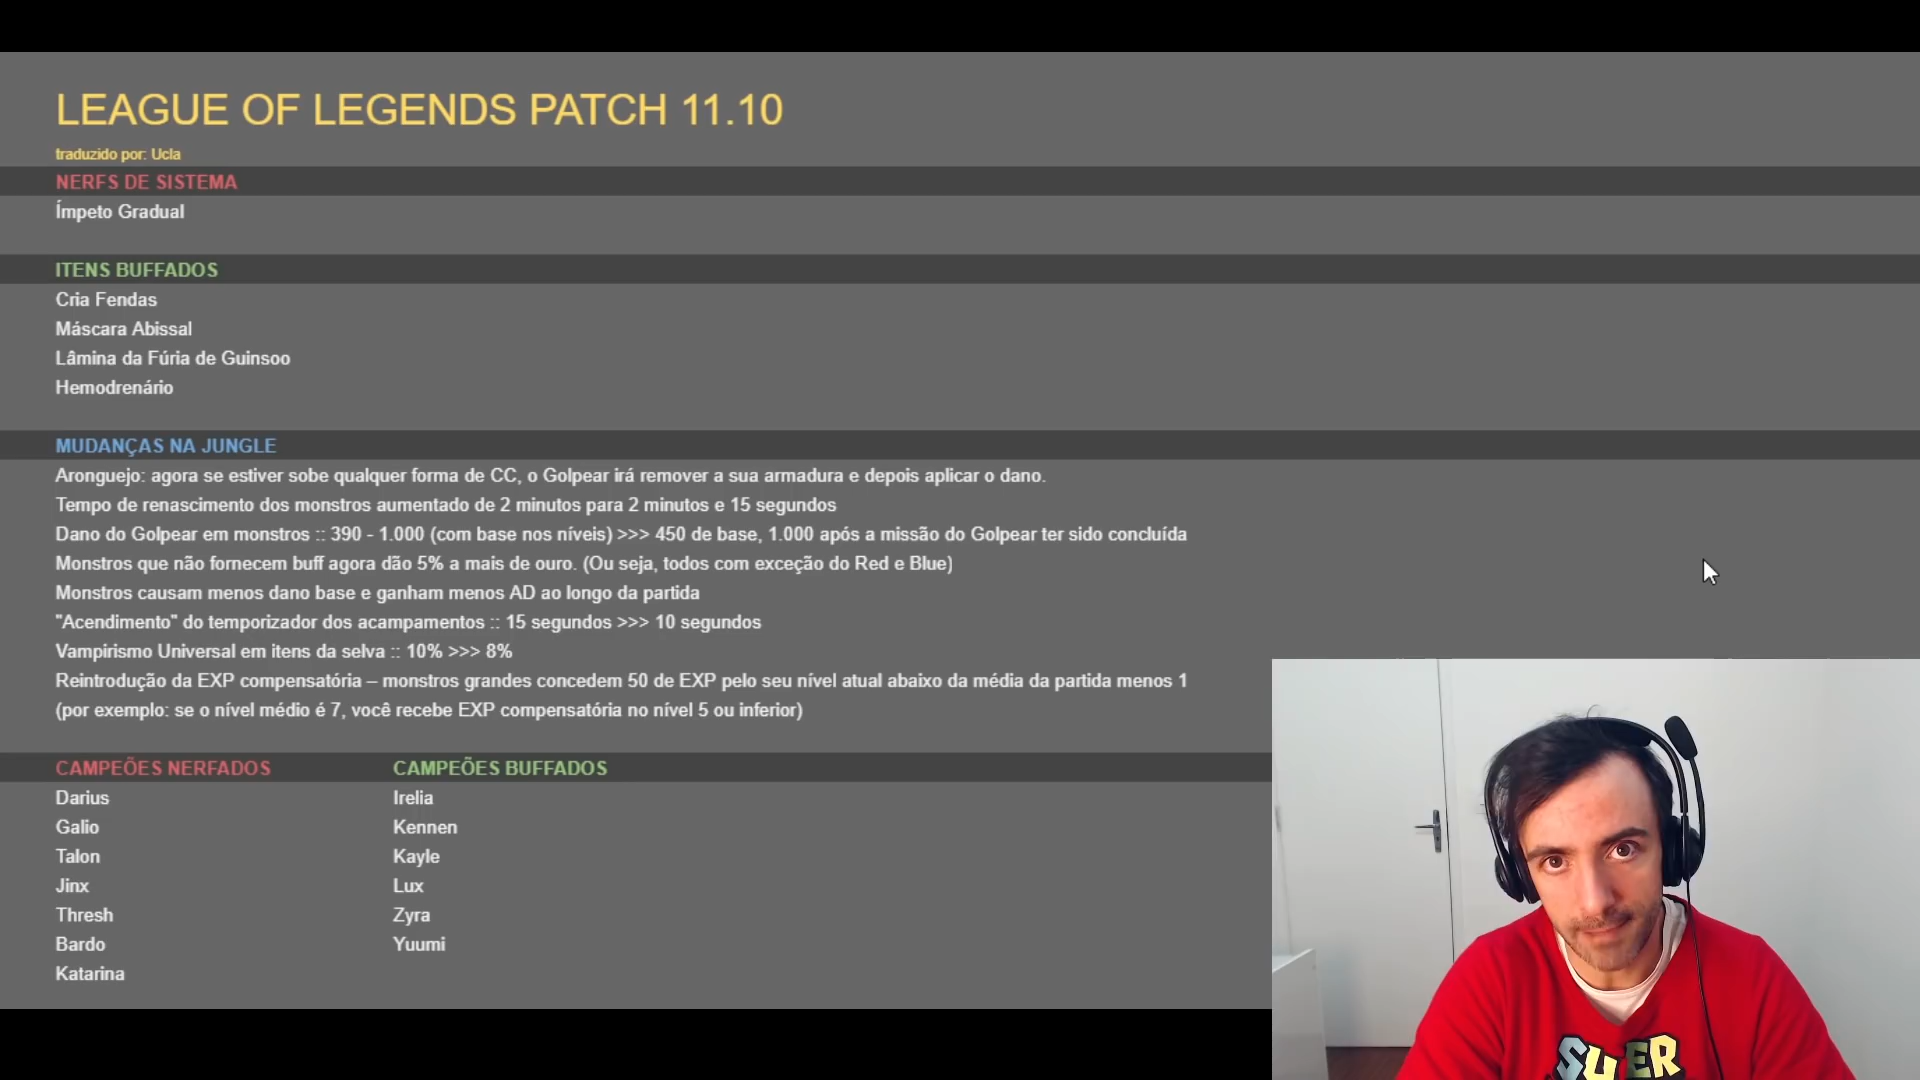 LEAGUE OF LEGENDS PATCH 11.10
traduzido por: Ucla
NERFS DE SISTEMA
Ímpeto Gradual
ITENS BUFFADOS
Cria Fendas
Máscara Abissal
Lâmina da Fúria de Guinsoo
Hemodrenário
MUDANÇAS NA JUNGLE
Aronguejo: agora se estiver sobe qualquer forma de CC, o Golpear irá remover a sua armadura e depois aplicar o dano.
Tempo de renascimento dos monstros aumentado de 2 minutos para 2 minutos e 15 segundos
Dano do Golpear em monstros :: 390 - 1.000 (com base nos níveis) >>> 450 de base, 1.000 após a missão do Golpear ter sido concluída
Monstros que não fornecem buff agora dão 5% a mais de ouro. (Ou seja, todos com exceção do Red e Blue)
Monstros causam menos dano base e ganham menos AD ao longo da partida
"Acendimento" do temporizador dos acampamentos :: 15 segundos >>> 10 segundos
Vampirismo Universal em itens da selva :: 10% >>> 8%
Reintrodução da EXP compensatória – monstros grandes concedem 50 de EXP pelo seu nível atual abaixo da média da partida menos 1
(por exemplo: se o nível médio é 7, você recebe EXP compensatória no nível 5 ou inferior)
CAMPEÕES NERFADOS
Darius
Galio
Talon
Jinx
Thresh
Bardo
Katarina
CAMPEÕES BUFFADOS
Irelia
Kennen
Kayle
Lux
Zyra
Yuumi